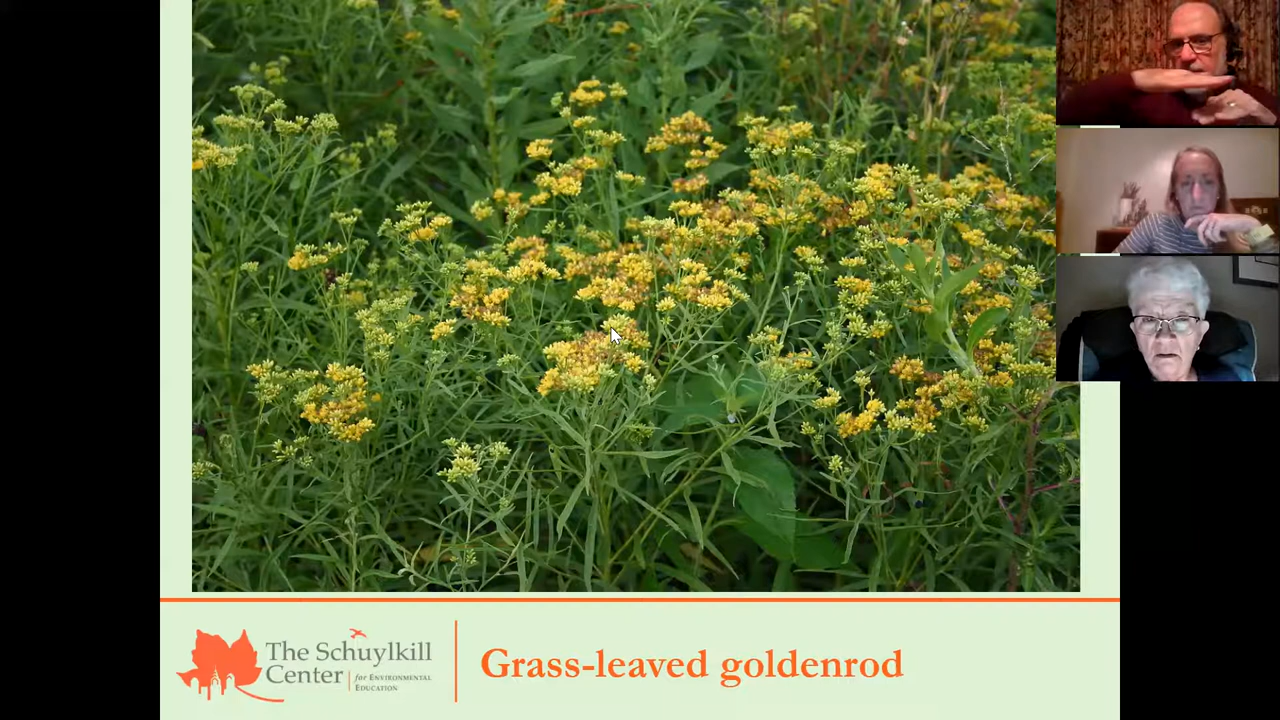 The Schuylkill
Center
for ENVIRONMENTAL
EDUCATION
Grass-leaved goldenrod